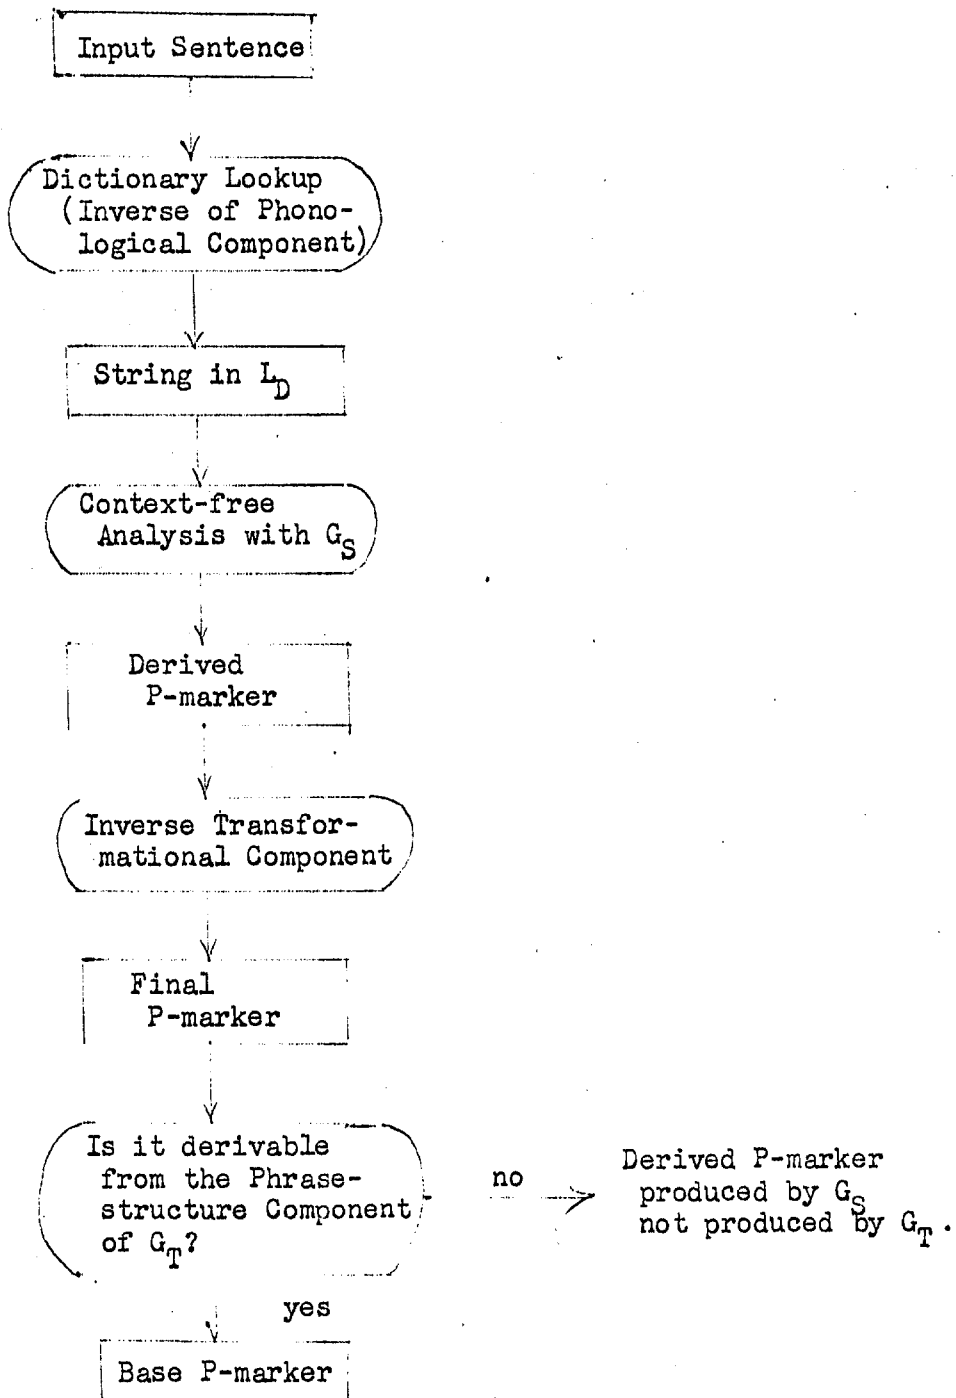 Input Sentence
Dictionary Lookup
(Inverse of Phono-
logical Component)
String in L_D
Context-free
Analysis with G_S
Derived
P-marker
Inverse Transfor-
mational Component
Final
P-marker
Is it derivable
from the Phrase-
structure Component
of G_T?
no
Derived P-marker
produced by G_S
not produced by G_T.
yes
Base P-marker